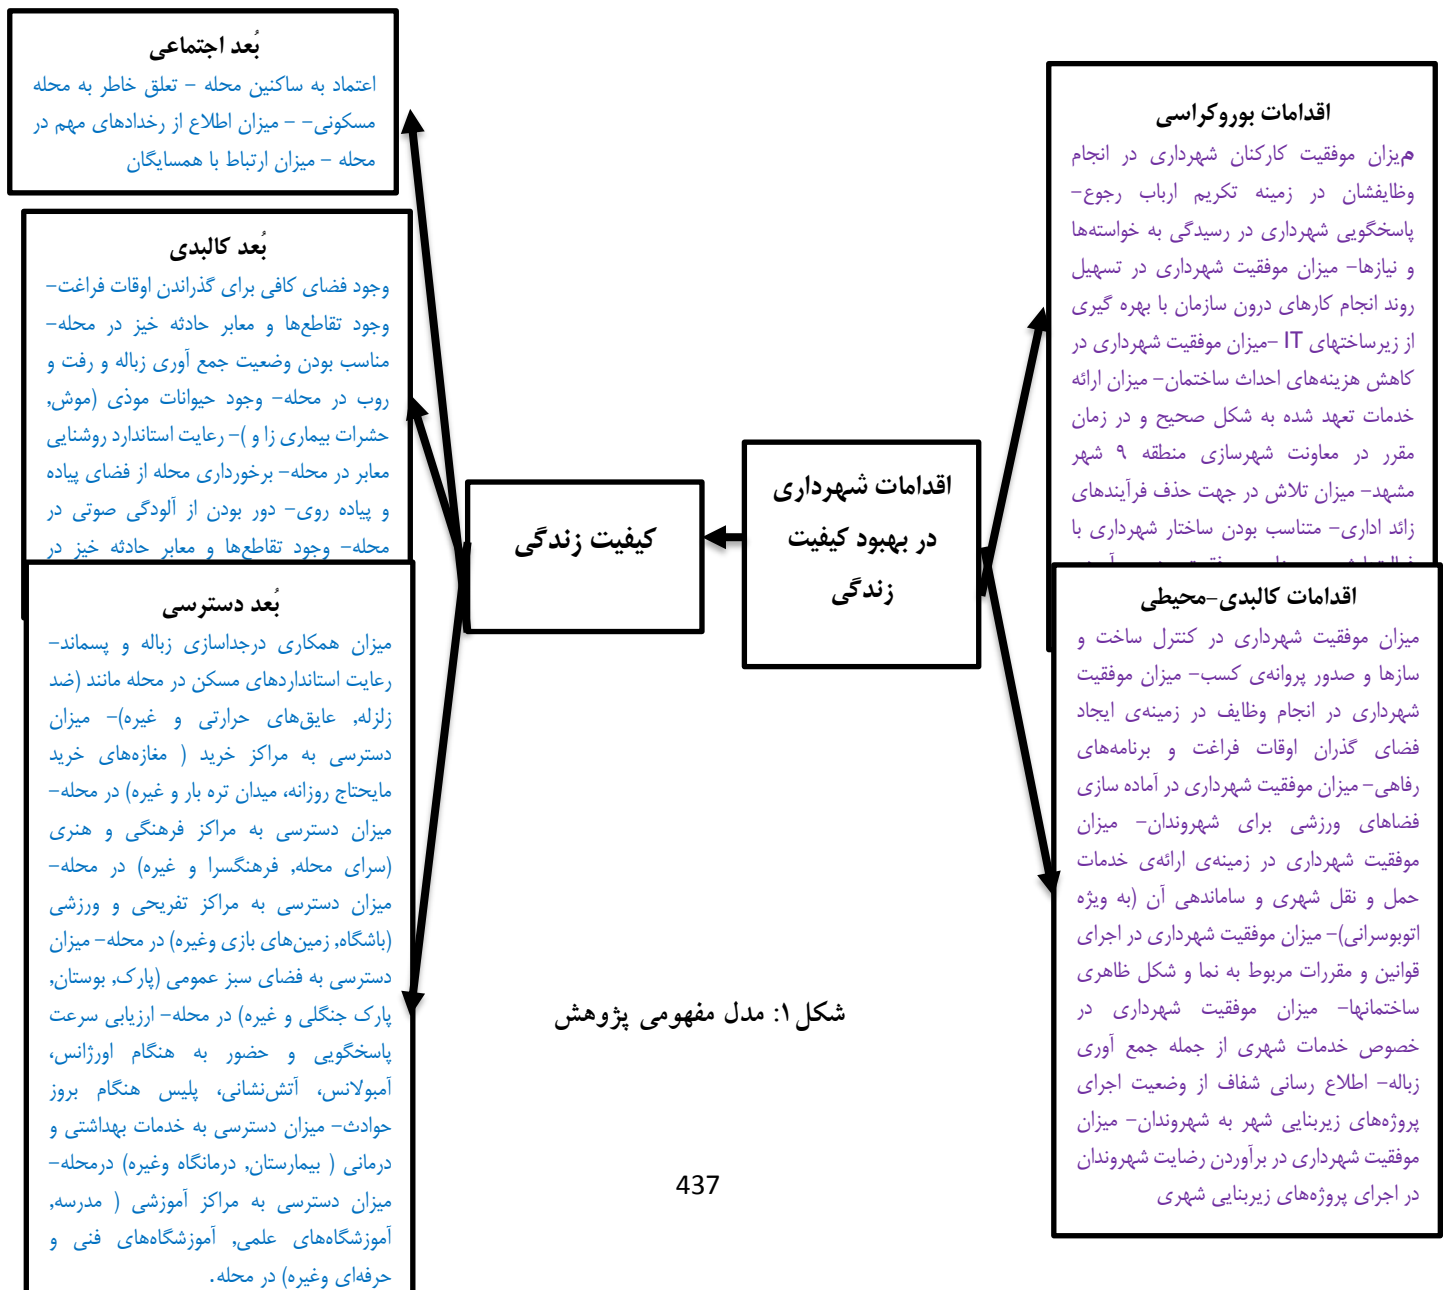 بُعد اجتماعی
اعتماد به ساکنین محله – تعلق خاطر به محله
مسکونی- – میزان اطلاع از رخدادهای مهم در
محله – میزان ارتباط با همسایگان
بُعد کالبدی
وجود فضای کافی برای گذراندن اوقات فراغت-
وجود تقاطع‌ها و معابر حادثه خیز در محله-
مناسب بودن وضعیت جمع آوری زباله و رفت و
روب در محله- وجود حیوانات موذی (موش,
حشرات بیماری زا و )- رعایت استاندارد روشنایی
معابر در محله- برخورداری محله از فضای پیاده
و پیاده روی- دور بودن از آلودگی صوتی در
محله- وجود تقاطع‌ها و معابر حادثه خیز در
بُعد دسترسی
میزان همکاری درجداسازی زباله و پسماند-
رعایت استانداردهای مسکن در محله مانند (ضد
زلزله, عایق‌های حرارتی و غیره)- میزان
دسترسی به مراکز خرید ( مغازه‌های خرید
مایحتاج روزانه، میدان تره بار و غیره) در محله-
میزان دسترسی به مراکز فرهنگی و هنری
(سرای محله, فرهنگسرا و غیره) در محله-
میزان دسترسی به مراکز تفریحی و ورزشی
(باشگاه, زمین‌های بازی وغیره) در محله- میزان
دسترسی به فضای سبز عمومی (پارک, بوستان,
پارک جنگلی و غیره) در محله- ارزیابی سرعت
پاسخگویی و حضور به هنگام اورژانس،
آمبولانس، آتش‌نشانی، پلیس هنگام بروز
حوادث- میزان دسترسی به خدمات بهداشتی و
درمانی ( بیمارستان, درمانگاه وغیره) درمحله-
میزان دسترسی به مراکز آموزشی ( مدرسه,
آموزشگاه‌های علمی, آموزشگاه‌های فنی و
حرفه‌ای وغیره) در محله.
کیفیت زندگی
اقدامات شهرداری
در بهبود کیفیت
زندگی
اقدامات بوروکراسی
میزان موفقیت کارکنان شهرداری در انجام
وظایفشان در زمینه تکریم ارباب رجوع-
پاسخگویی شهرداری در رسیدگی به خواسته‌ها
و نیازها- میزان موفقیت شهرداری در تسهیل
روند انجام کارهای درون سازمان با بهره گیری
از زیرساختهای IT –میزان موفقیت شهرداری در
کاهش هزینه‌های احداث ساختمان- میزان ارائه
خدمات تعهد شده به شکل صحیح و در زمان
مقرر در معاونت شهرسازی منطقه ۹ شهر
مشهد- میزان تلاش در جهت حذف فرآیندهای
زائد اداری- متناسب بودن ساختار شهرداری با
اقدامات کالبدی-محیطی
میزان موفقیت شهرداری در کنترل ساخت و
سازها و صدور پروانه‌ی کسب- میزان موفقیت
شهرداری در انجام وظایف در زمینه‌ی ایجاد
فضای گذران اوقات فراغت و برنامه‌های
رفاهی- میزان موفقیت شهرداری در آماده سازی
فضاهای ورزشی برای شهروندان- میزان
موفقیت شهرداری در زمینه‌ی ارائه‌ی خدمات
حمل و نقل شهری و ساماندهی آن (به ویژه
اتوبوسرانی)- میزان موفقیت شهرداری در اجرای
قوانین و مقررات مربوط به نما و شکل ظاهری
ساختمانها- میزان موفقیت شهرداری در
خصوص خدمات شهری از جمله جمع آوری
زباله- اطلاع رسانی شفاف از وضعیت اجرای
پروژه‌های زیربنایی شهر به شهروندان- میزان
موفقیت شهرداری در برآوردن رضایت شهروندان
در اجرای پروژه‌های زیربنایی شهری
شکل۱: مدل مفهومی پژوهش
437